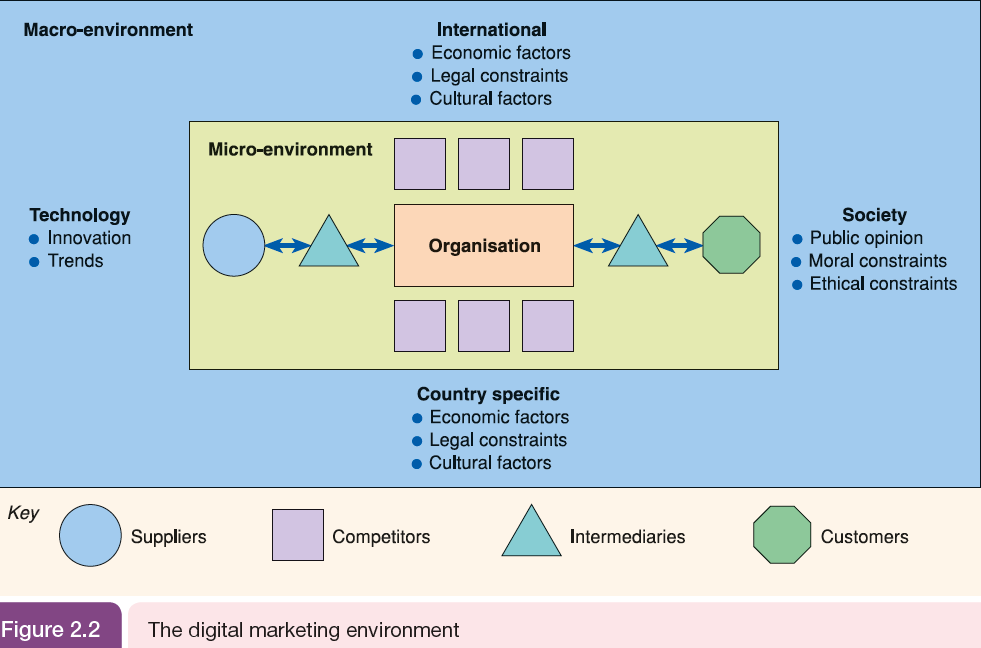 Macro-environment
International
● Economic factors
● Legal constraints
● Cultural factors
Micro-environment
Technology
● Innovation
● Trends
Organisation
Society
● Public opinion
● Moral constraints
● Ethical constraints
Country specific
● Economic factors
● Legal constraints
● Cultural factors
Key
Suppliers
Competitors
Intermediaries
Customers
Figure 2.2
The digital marketing environment